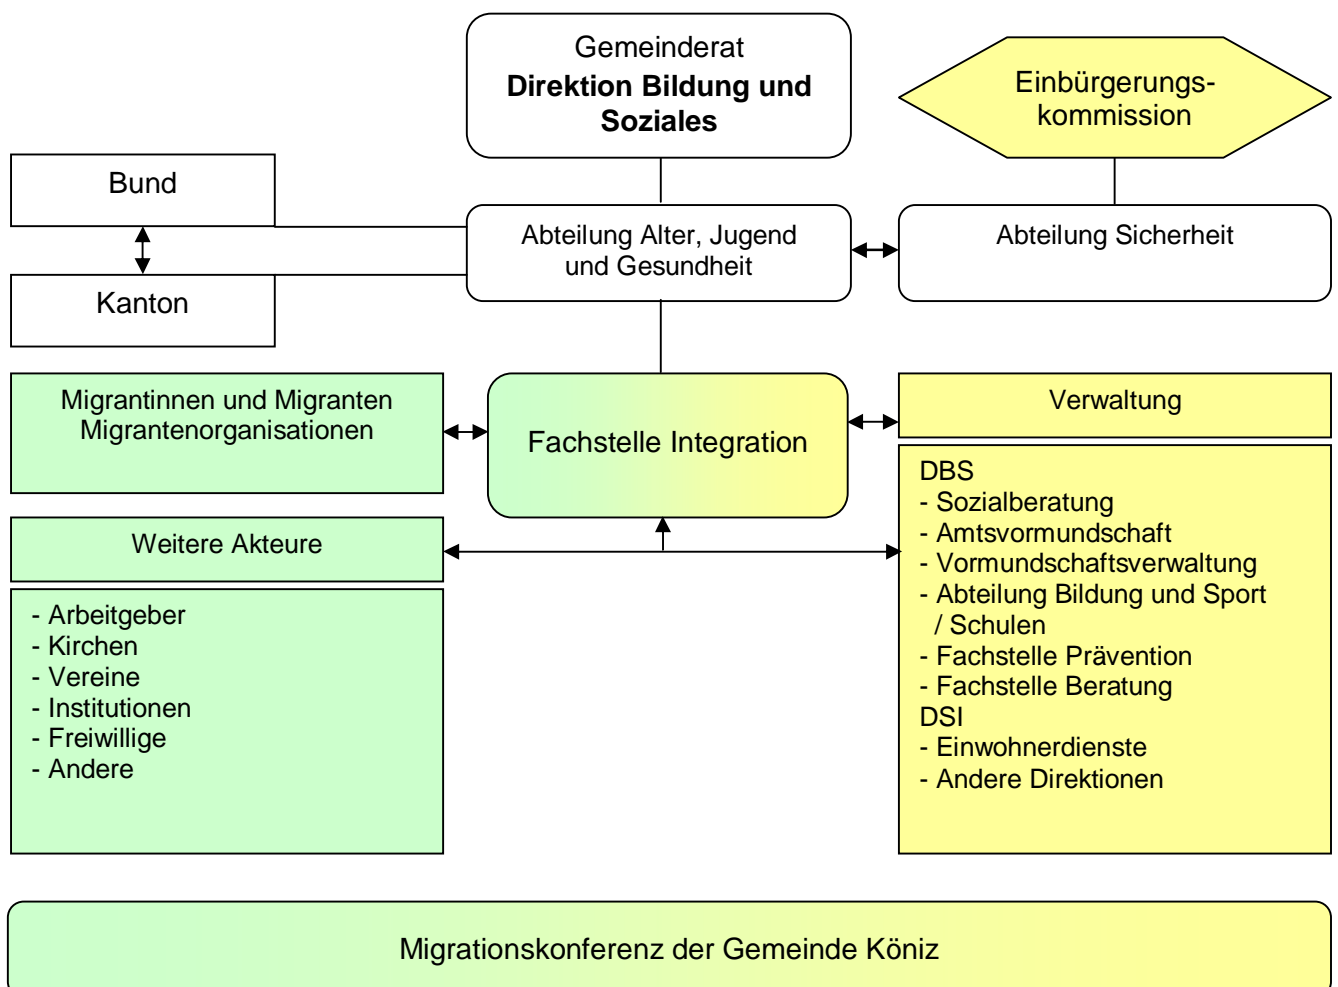 Gemeinderat
Direktion Bildung und
Soziales
Einbürgerungs-
kommission
Bund
Kanton
Abteilung Alter, Jugend
und Gesundheit
Abteilung Sicherheit
Migrantinnen und Migranten
Migrantenorganisationen
Fachstelle Integration
Verwaltung
Weitere Akteure
- Arbeitgeber
- Kirchen
- Vereine
- Institutionen
- Freiwillige
- Andere
DBS
- Sozialberatung
- Amtsvormundschaft
- Vormundschaftsverwaltung
- Abteilung Bildung und Sport
/ Schulen
- Fachstelle Prävention
- Fachstelle Beratung
DSI
- Einwohnerdienste
- Andere Direktionen
Migrationskonferenz der Gemeinde Köniz